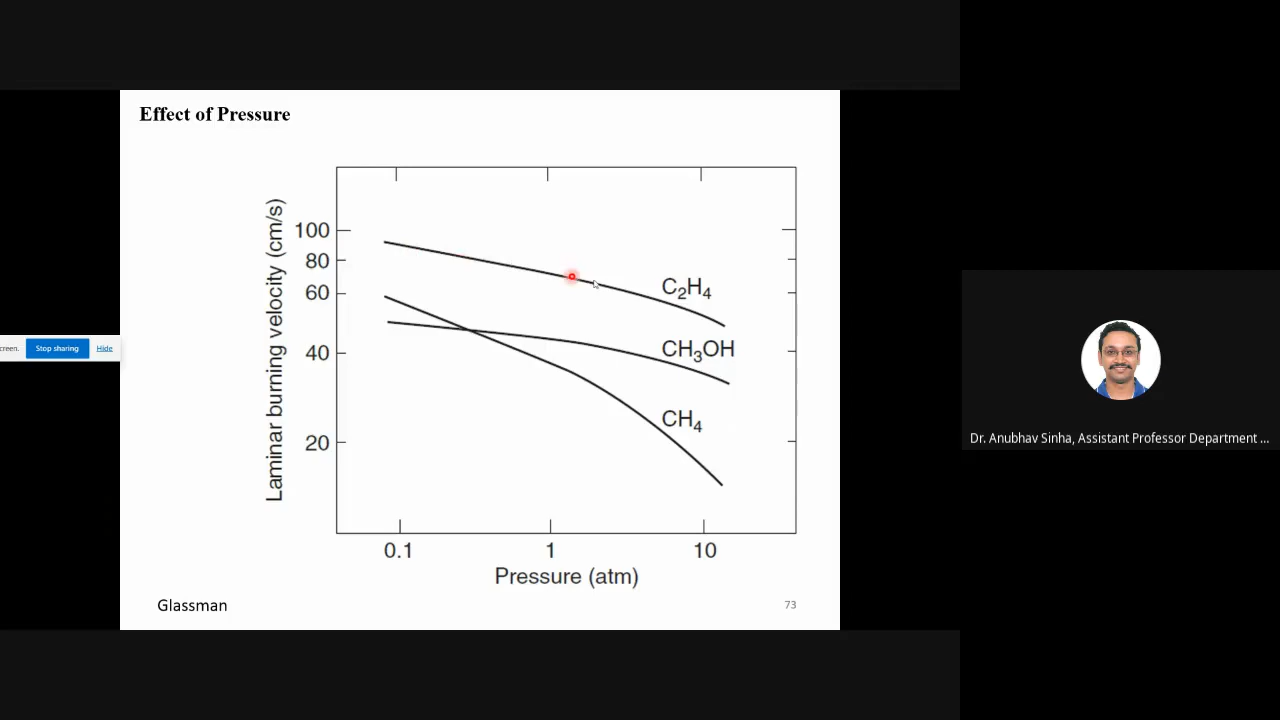 Effect of Pressure
Laminar burning velocity (cm/s)
100
80
60
40
20
C₂H₄
CH₃OH
CH₄
0.1 1 10
Pressure (atm)
Glassman
73
creen. Stop sharing Hide
Dr. Anubhav Sinha, Assistant Professor Department ...